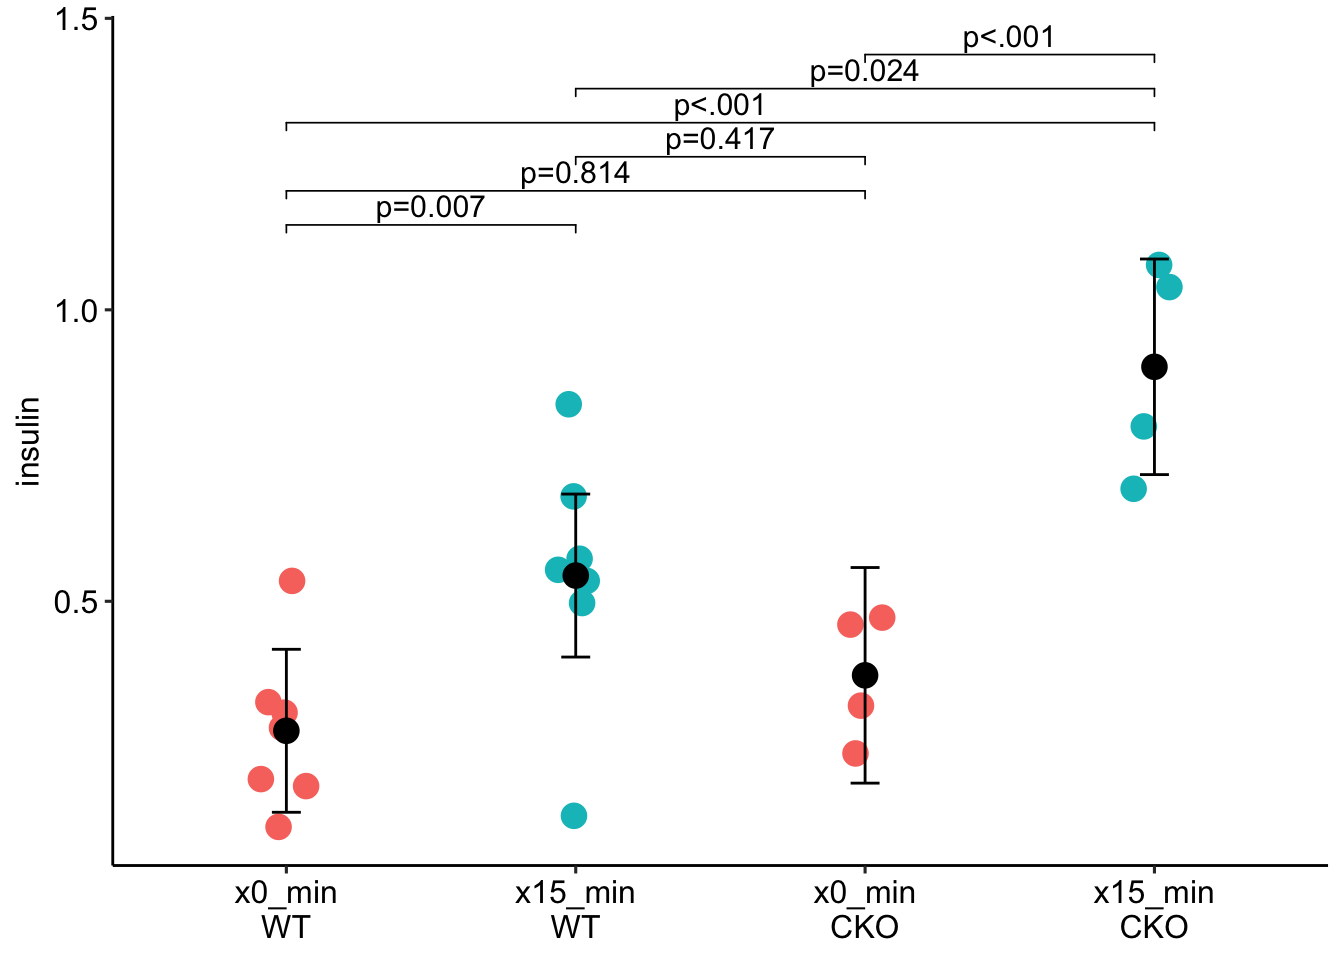 1.5
p<.001
p=0.024
p<.001
p=0.417
p=0.814
p=0.007
1.0
insulin
0.5
x0_min x15_min x0_min x15_min
WT WT CKO CKO